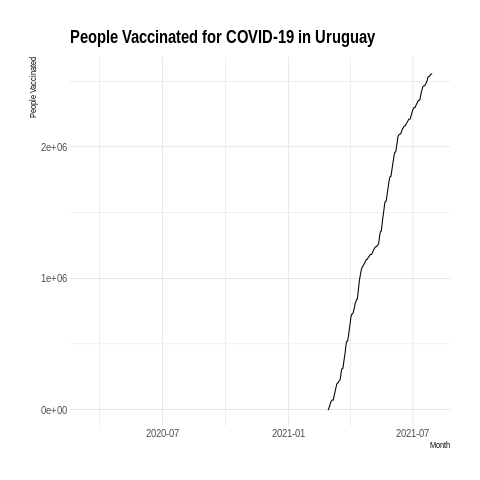 People Vaccinated for COVID-19 in Uruguay
People Vaccinated
2e+06
1e+06
0e+00
2020-07 2021-01 2021-07
Month